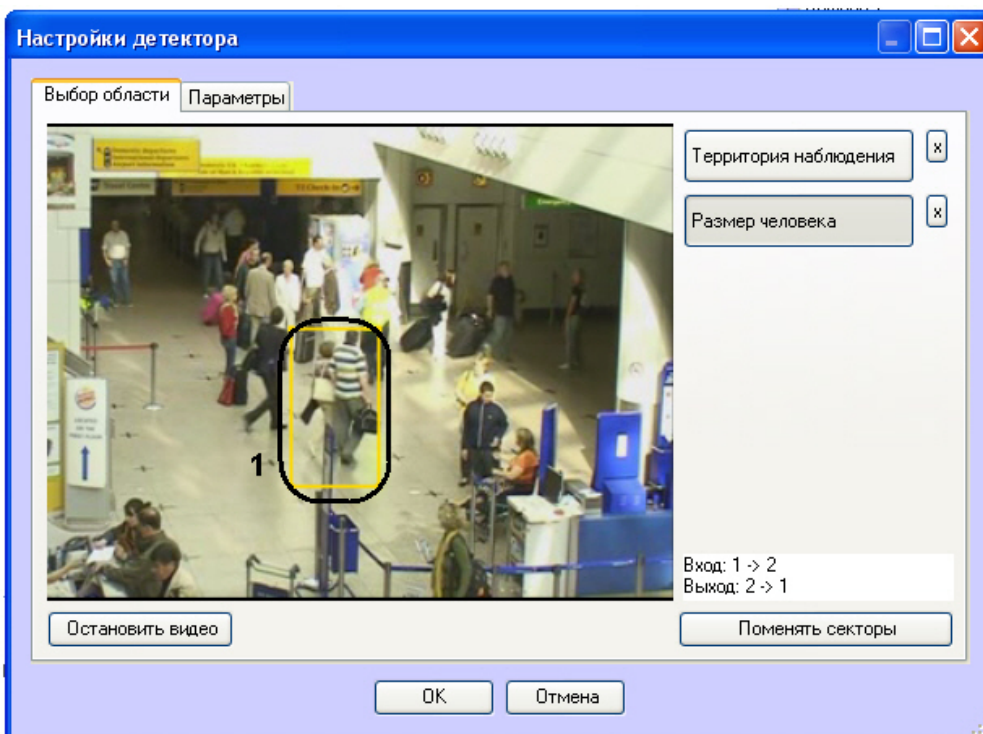 Настройки детектора
Выбор области
Параметры
Территория наблюдения
x
Размер человека
x
1
Вход: 1 -> 2
Выход: 2 -> 1
Остановить видео
Поменять секторы
OK
Отмена